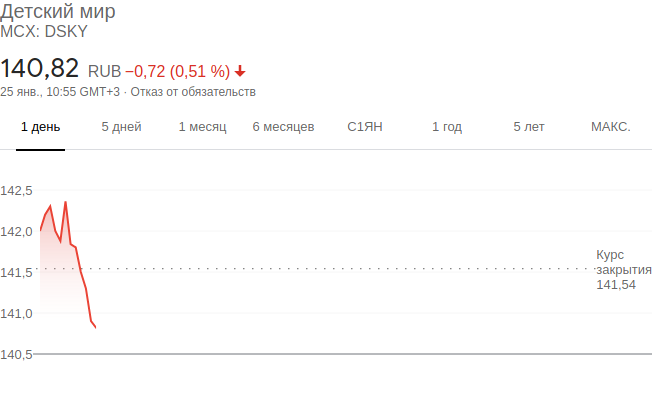 Детский мир
MCX: DSKY
140,82 RUB −0,72 (0,51 %)
25 янв., 10:55 GMT+3 · Отказ от обязательств
1 день 5 дней 1 месяц 6 месяцев С1ЯН 1 год 5 лет МАКС.
142,5
142,0
141,5
141,0
140,5
Курс
закрытия
141,54